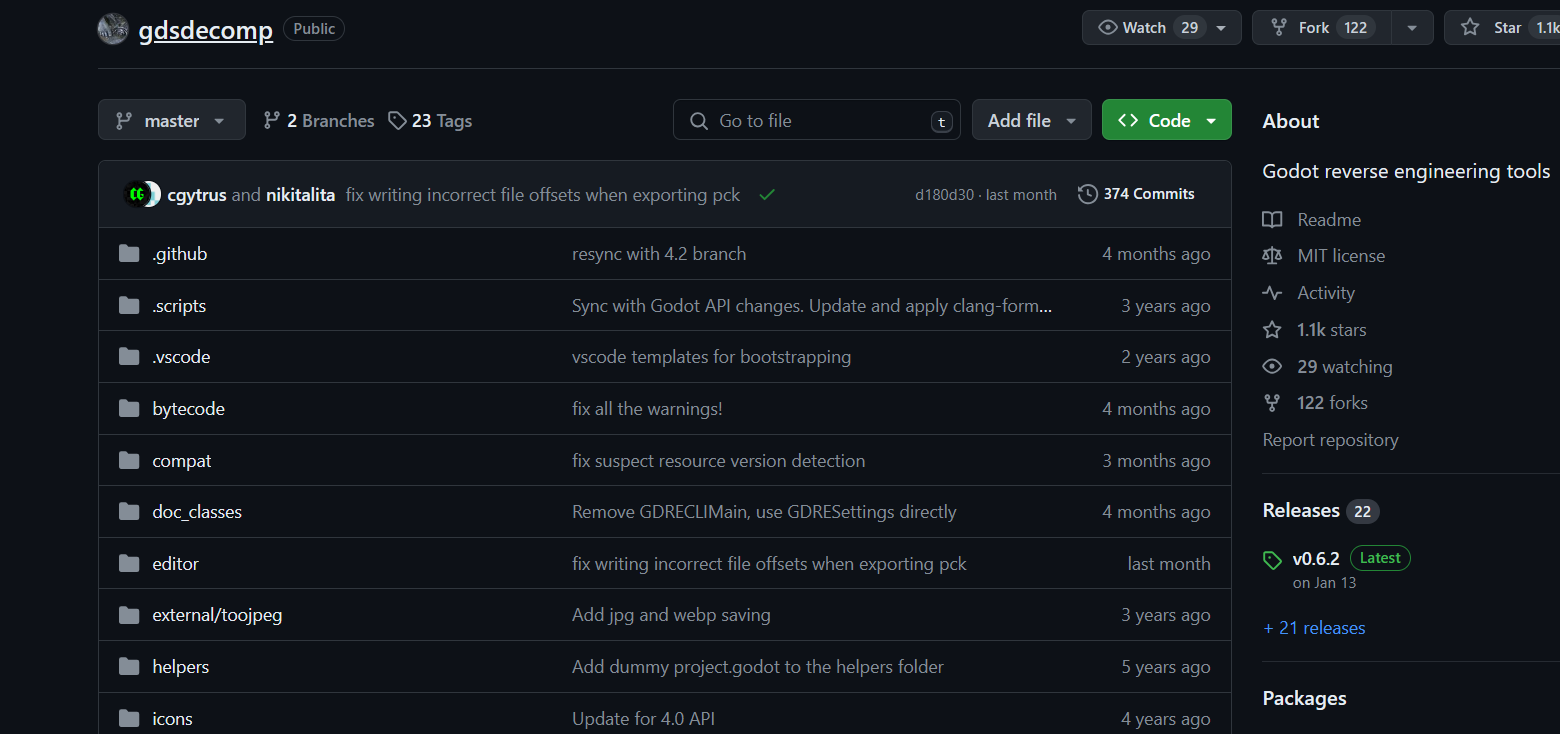 gdsdecomp Public Watch 29 Fork 122 Star 1.1k
master 2 Branches 23 Tags Go to file t Add file Code
cgytrus and nikitalita fix writing incorrect file offsets when exporting pck d180d30 · last month 374 Commits
.github resync with 4.2 branch 4 months ago
.scripts Sync with Godot API changes. Update and apply clang-form... 3 years ago
.vscode vscode templates for bootstrapping 2 years ago
bytecode fix all the warnings! 4 months ago
compat fix suspect resource version detection 3 months ago
doc_classes Remove GDRECLIMain, use GDRESettings directly 4 months ago
editor fix writing incorrect file offsets when exporting pck last month
external/toojpeg Add jpg and webp saving 3 years ago
helpers Add dummy project.godot to the helpers folder 5 years ago
icons Update for 4.0 API 4 years ago
About
Godot reverse engineering tools
Readme
MIT license
Activity
1.1k stars
29 watching
122 forks
Report repository
Releases 22
v0.6.2 Latest
on Jan 13
+ 21 releases
Packages